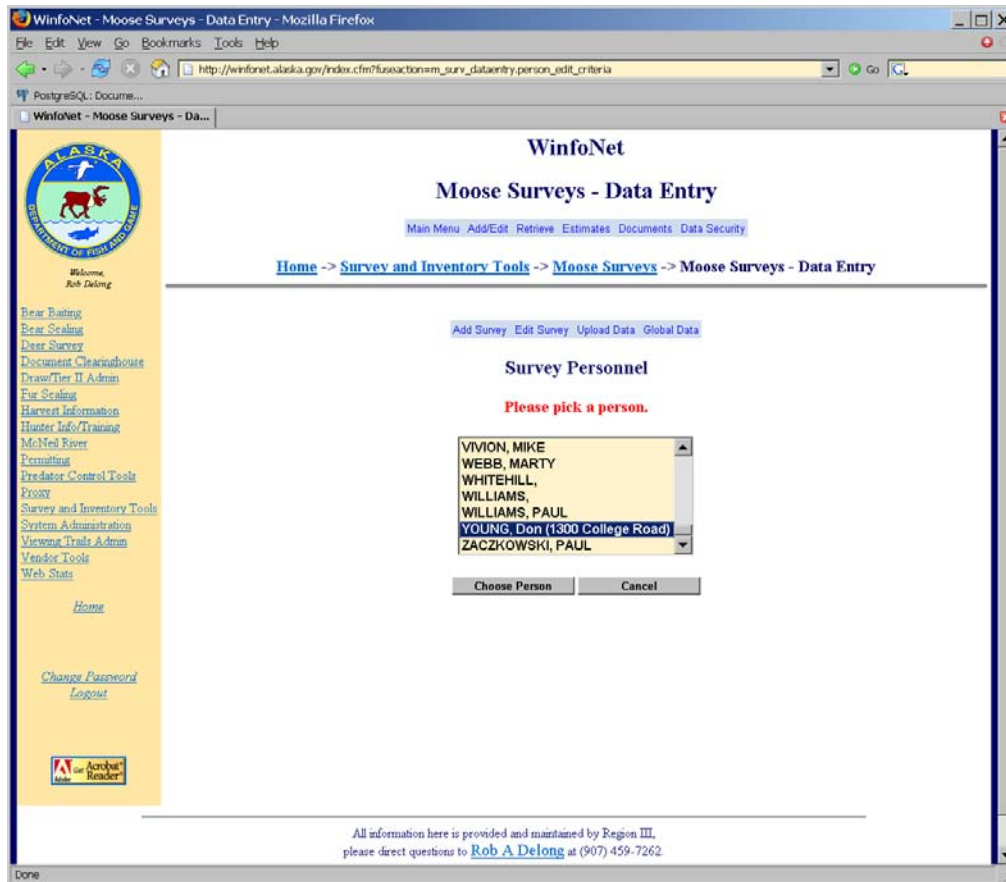 WinfoNet - Moose Surveys - Data Entry - Mozilla Firefox
File Edit View Go Bookmarks Tools Help
http://winfonet.alaska.gov/index.cfm?fuseaction=m_surv_dataentry.person_edit_criteria
Go
PostgreSQL: Docume...
WinfoNet - Moose Surveys - Da...
ALASKA
DEPARTMENT OF FISH AND GAME
Welcome,
Rob Delong
Bear Baiting
Bear Sealing
Deer Survey
Document Clearinghouse
Draw/Tier II Admin
Fur Sealing
Harvest Information
Hunter Info/Training
McNeil River
Permitting
Predator Control Tools
Proxy
Survey and Inventory Tools
System Administration
Viewing Trails Admin
Vendor Tools
Web Stats
Home
Change Password
Logout
Adobe
Get Acrobat®
Reader®
WinfoNet
Moose Surveys - Data Entry
Main Menu Add/Edit Retrieve Estimates Documents Data Security
Home -> Survey and Inventory Tools -> Moose Surveys -> Moose Surveys - Data Entry
Add Survey Edit Survey Upload Data Global Data
Survey Personnel
Please pick a person.
VIVION, MIKE
WEBB, MARTY
WHITEHILL,
WILLIAMS,
WILLIAMS, PAUL
YOUNG, Don (1300 College Road)
ZACZKOWSKI, PAUL
Choose Person Cancel
All information here is provided and maintained by Region III,
please direct questions to Rob A Delong at (907) 459-7262.
Done